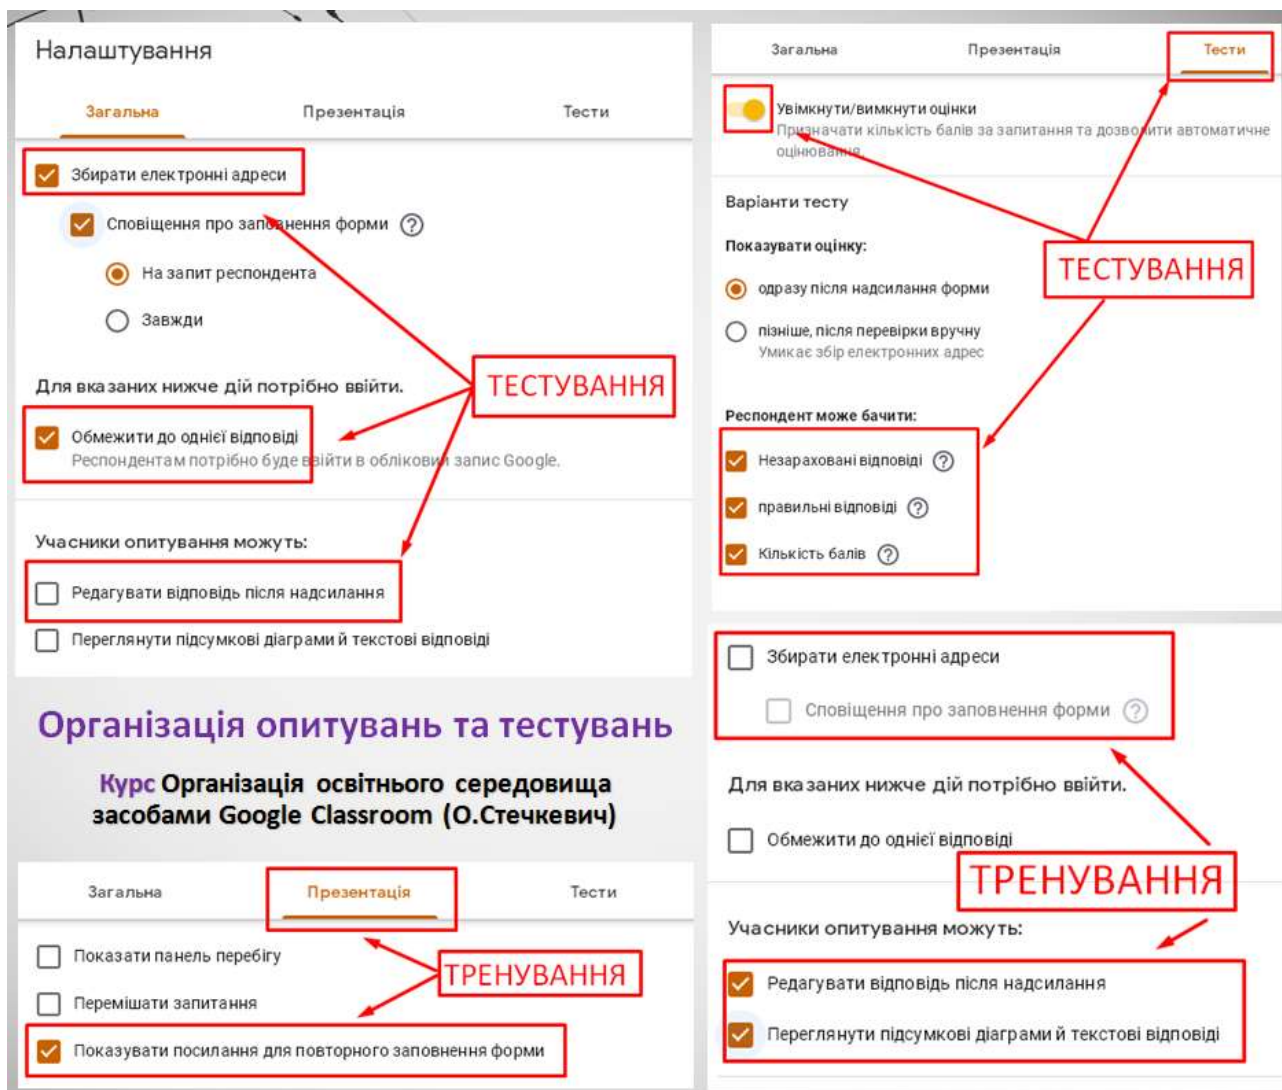 Налаштування
Загальна
Презентація
Тести
Збирати електронні адреси
Сповіщення про заповнення форми
На запит респондента
Завжди
Для вказаних нижче дій потрібно ввійти.
ТЕСТУВАННЯ
Обмежити до однієї відповіді
Респондентам потрібно буде ввійти в обліковий запис Google.
Учасники опитування можуть:
Редагувати відповідь після надсилання
Переглянути підсумкові діаграми й текстові відповіді
Організація опитувань та тестувань
Курс Організація освітнього середовища
засобами Google Classroom (О.Стечкевич)
Загальна
Презентація
Тести
Показати панель перебігу
ТРЕНУВАННЯ
Перемішати запитання
Показувати посилання для повторного заповнення форми
Загальна
Презентація
Тести
Увімкнути/вимкнути оцінки
Призначати кількість балів за запитання та дозволити автоматичне
оцінювання.
Варіанти тесту
Показувати оцінку:
ТЕСТУВАННЯ
одразу після надсилання форми
пізніше, після перевірки вручну
Умикає збір електронних адрес
Респондент може бачити:
Незараховані відповіді
правильні відповіді
Кількість балів
Збирати електронні адреси
Сповіщення про заповнення форми
Для вказаних нижче дій потрібно ввійти.
Обмежити до однієї відповіді
ТРЕНУВАННЯ
Учасники опитування можуть:
Редагувати відповідь після надсилання
Переглянути підсумкові діаграми й текстові відповіді